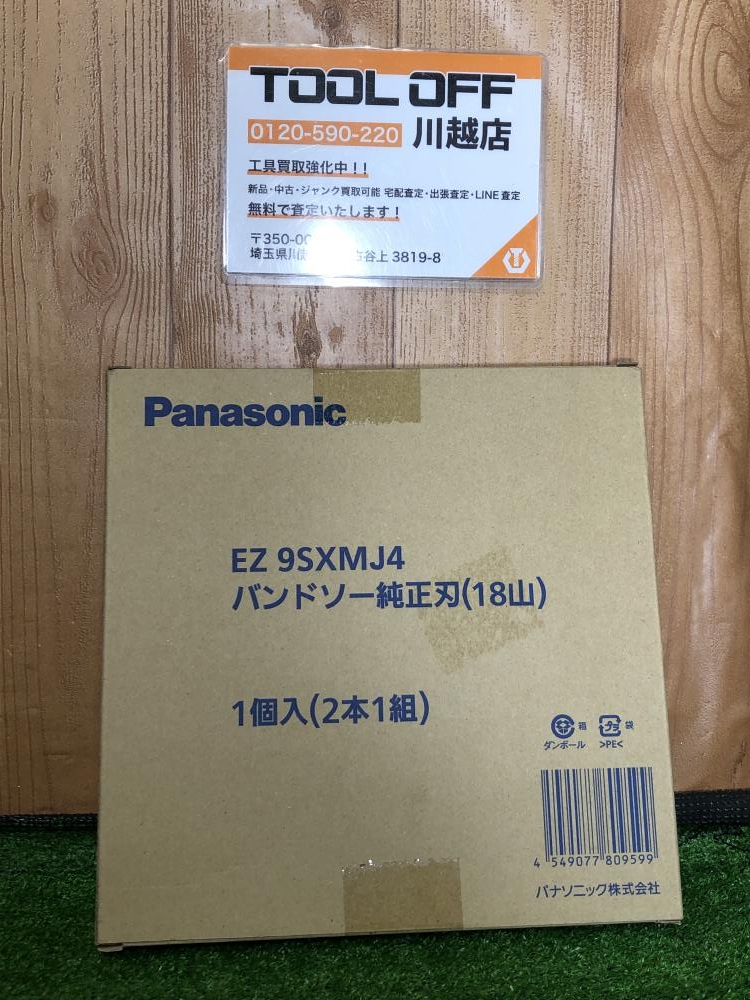 TOOL OFF
0120-590-220 川越店
工具買取強化中!!
新品・中古・ジャンク買取可能 宅配査定・出張査定・LINE査定
無料で査定いたします!
〒350-00
埼玉県川 谷上 3819-8
Panasonic
EZ 9SXMJ4
バンドソー純正刃(18山)
1個入(2本1組)
箱 プラ 袋
ダンボール >PE<
4 549077 809599
パナソニック株式会社